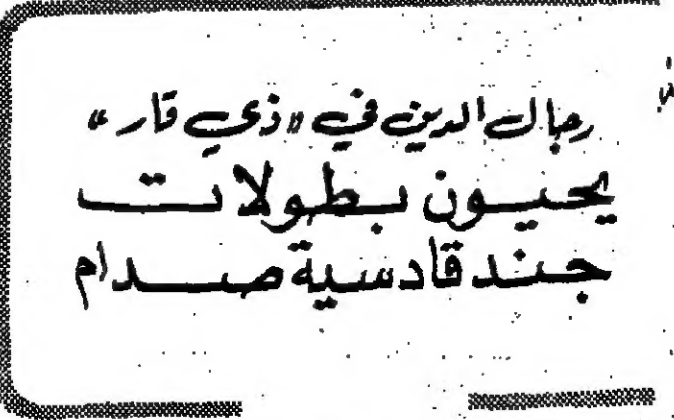 رجال الدين في «ذي قار»
يحيون بطولات
جند قادسية صدام